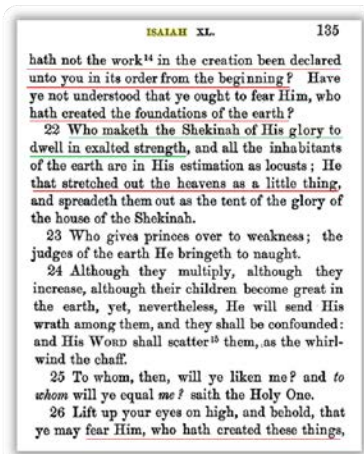 ISAIAH XL. 135
hath not the work¹⁴ in the creation been declared
unto you in its order from the beginning? Have
ye not understood that ye ought to fear Him, who
hath created the foundations of the earth?
22 Who maketh the Shekinah of His glory to
dwell in exalted strength, and all the inhabitants
of the earth are in His estimation as locusts; He
that stretched out the heavens as a little thing,
and spreadeth them out as the tent of the glory of
the house of the Shekinah.
23 Who gives princes over to weakness; the
judges of the earth He bringeth to naught.
24 Although they multiply, although they
increase, although their children become great in
the earth, yet, nevertheless, He will send His
wrath among them, and they shall be confounded:
and His WORD shall scatter¹⁵ them, as the whirl-
wind the chaff.
25 To whom, then, will ye liken me? and to
whom will ye equal me? saith the Holy One.
26 Lift up your eyes on high, and behold, that
ye may fear Him, who hath created these things,